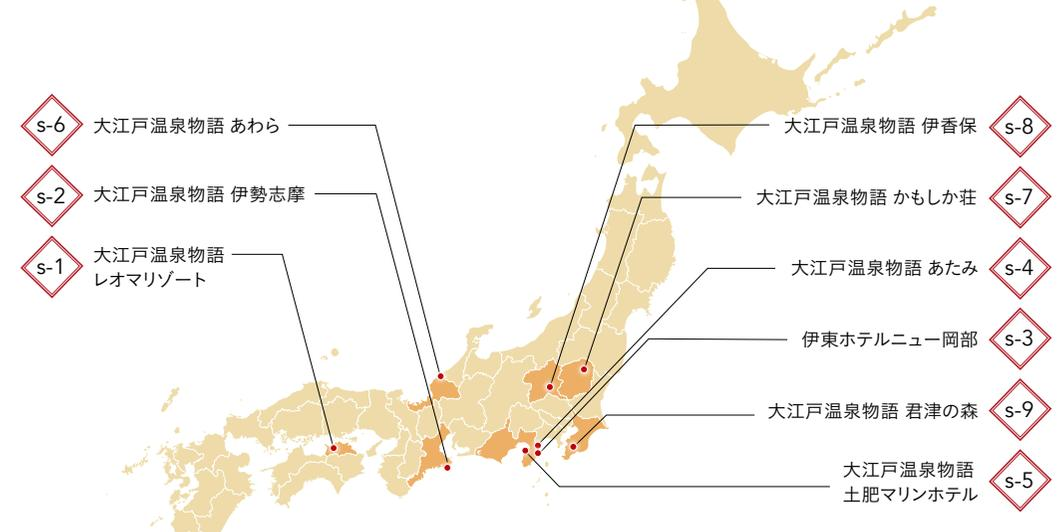 s-6
大江戸温泉物語 あわら
s-2
大江戸温泉物語 伊勢志摩
s-1
大江戸温泉物語
レオマリゾート
大江戸温泉物語 伊香保
s-8
大江戸温泉物語 かもしか荘
s-7
大江戸温泉物語 あたみ
s-4
伊東ホテルニュー岡部
s-3
大江戸温泉物語 君津の森
s-9
大江戸温泉物語
土肥マリンホテル
s-5